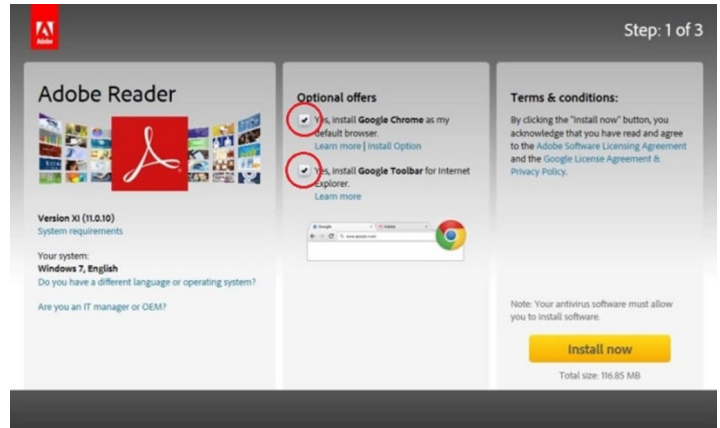 Adobe
Step: 1 of 3
Adobe Reader
Version XI (11.0.10)
System requirements
Your system:
Windows 7, English
Do you have a different language or operating system?
Are you an IT manager or OEM?
Optional offers
Yes, install Google Chrome as my
default browser.
Learn more | Install Option
Yes, install Google Toolbar for Internet
Explorer.
Learn more
Google
Adobe
Terms & conditions:
By clicking the "Install now" button, you
acknowledge that you have read and agree
to the Adobe Software Licensing Agreement
and the Google License Agreement &
Privacy Policy.
Note: Your antivirus software must allow
you to install software.
Install now
Total size: 116.85 MB